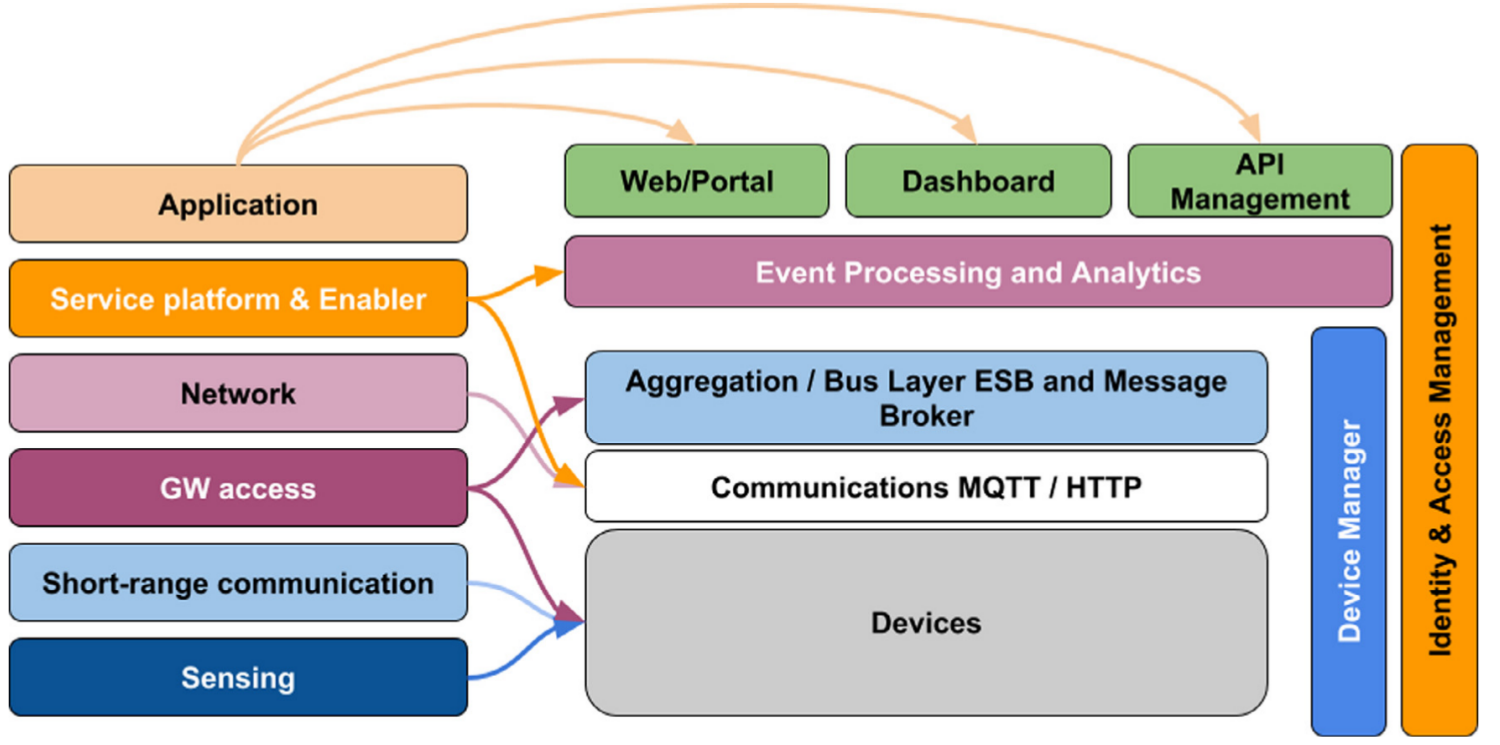 Application
Service platform & Enabler
Network
GW access
Short-range communication
Sensing
Web/Portal
Dashboard
API
Management
Event Processing and Analytics
Aggregation / Bus Layer ESB and Message
Broker
Communications MQTT / HTTP
Devices
Device Manager
Identity & Access Management